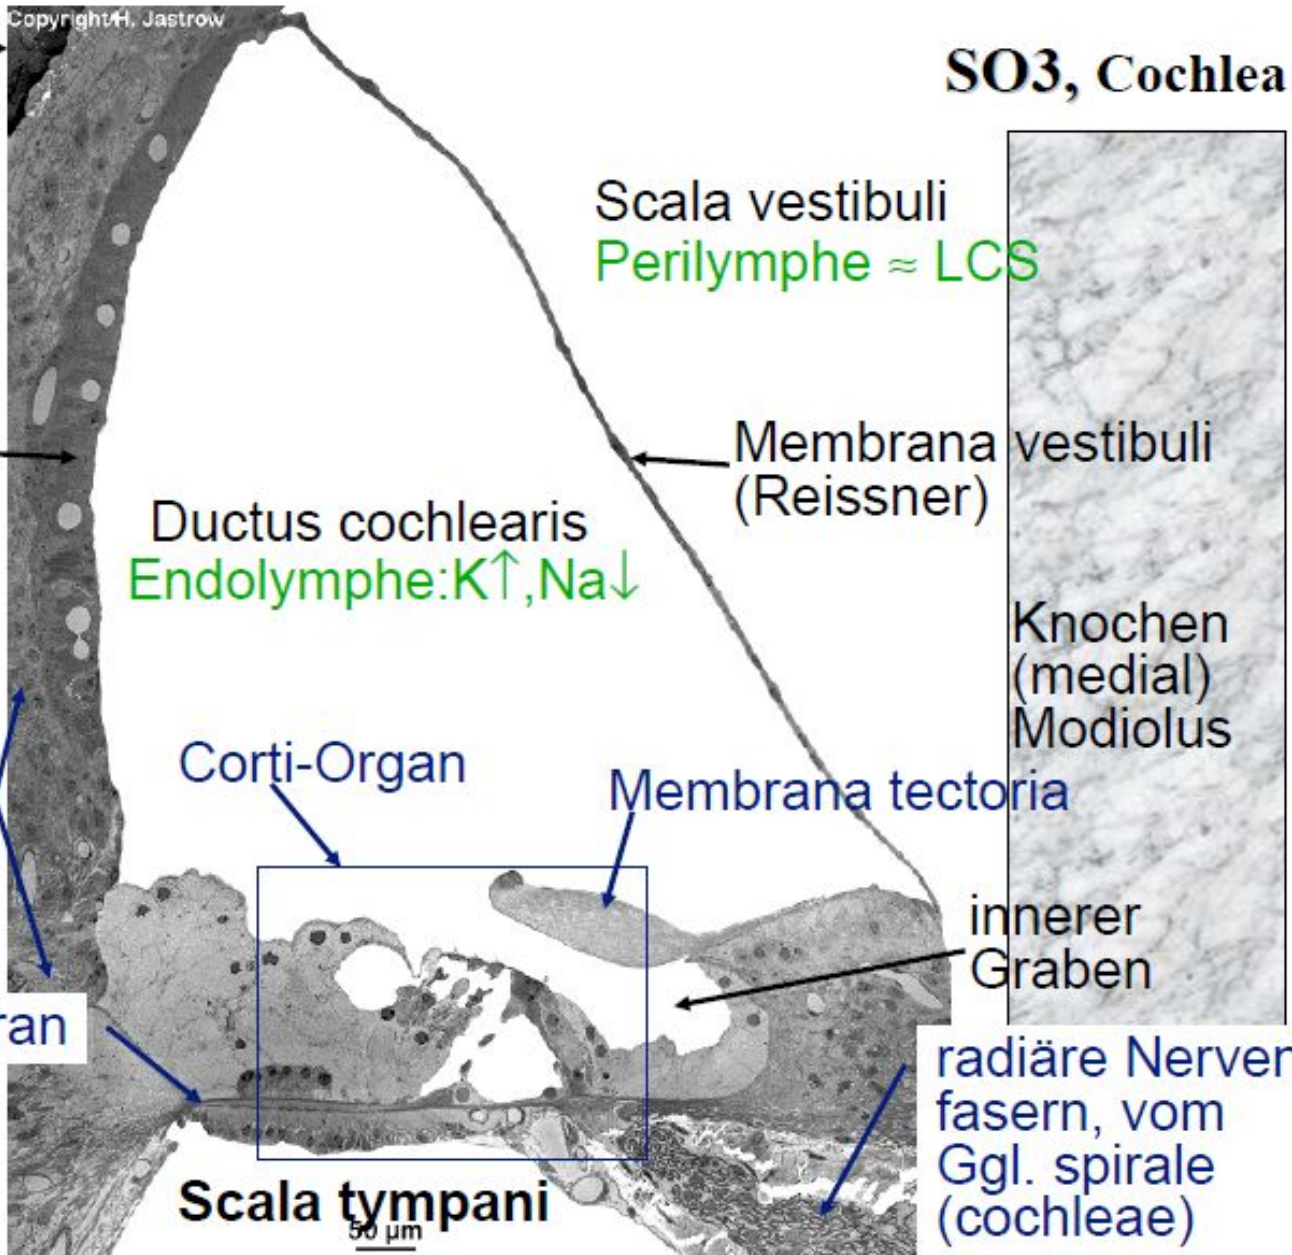 Copyright/H. Jastrow
SO3, Cochlea
Scala vestibuli
Perilymphe ≈ LCS
Membrana vestibuli
(Reissner)
Ductus cochlearis
Endolymphe:K↑,Na↓
Knochen
(medial)
Modiolus
Corti-Organ
Membrana tectoria
innerer
Graben
ran
radiäre Nerven
fasern, vom
Ggl. spirale
(cochleae)
Scala tympani
50 µm